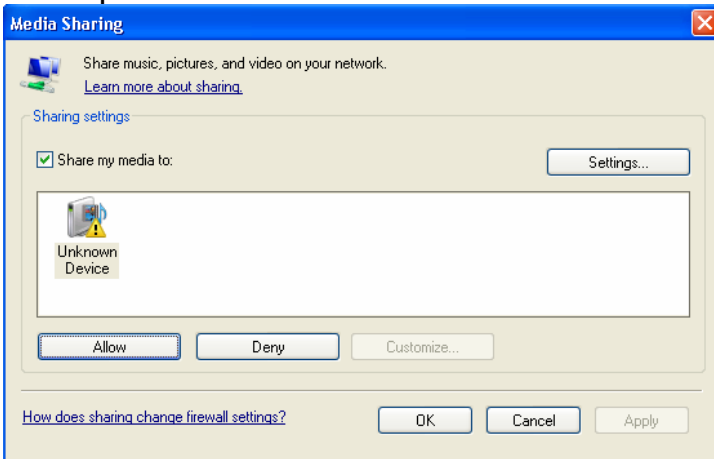 Media Sharing
Share music, pictures, and video on your network.
Learn more about sharing.
Sharing settings
Share my media to:
Settings...
Unknown
Device
Allow
Deny
Customize...
How does sharing change firewall settings?
OK
Cancel
Apply